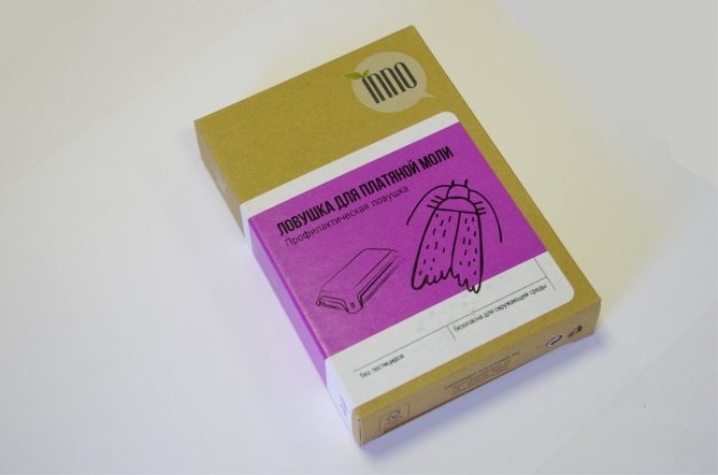 inno
ЛОВУШКА ДЛЯ ПЛАТЯНОЙ МОЛИ
Профилактическая ловушка
без пестицидов
безопасна для окружающей среды